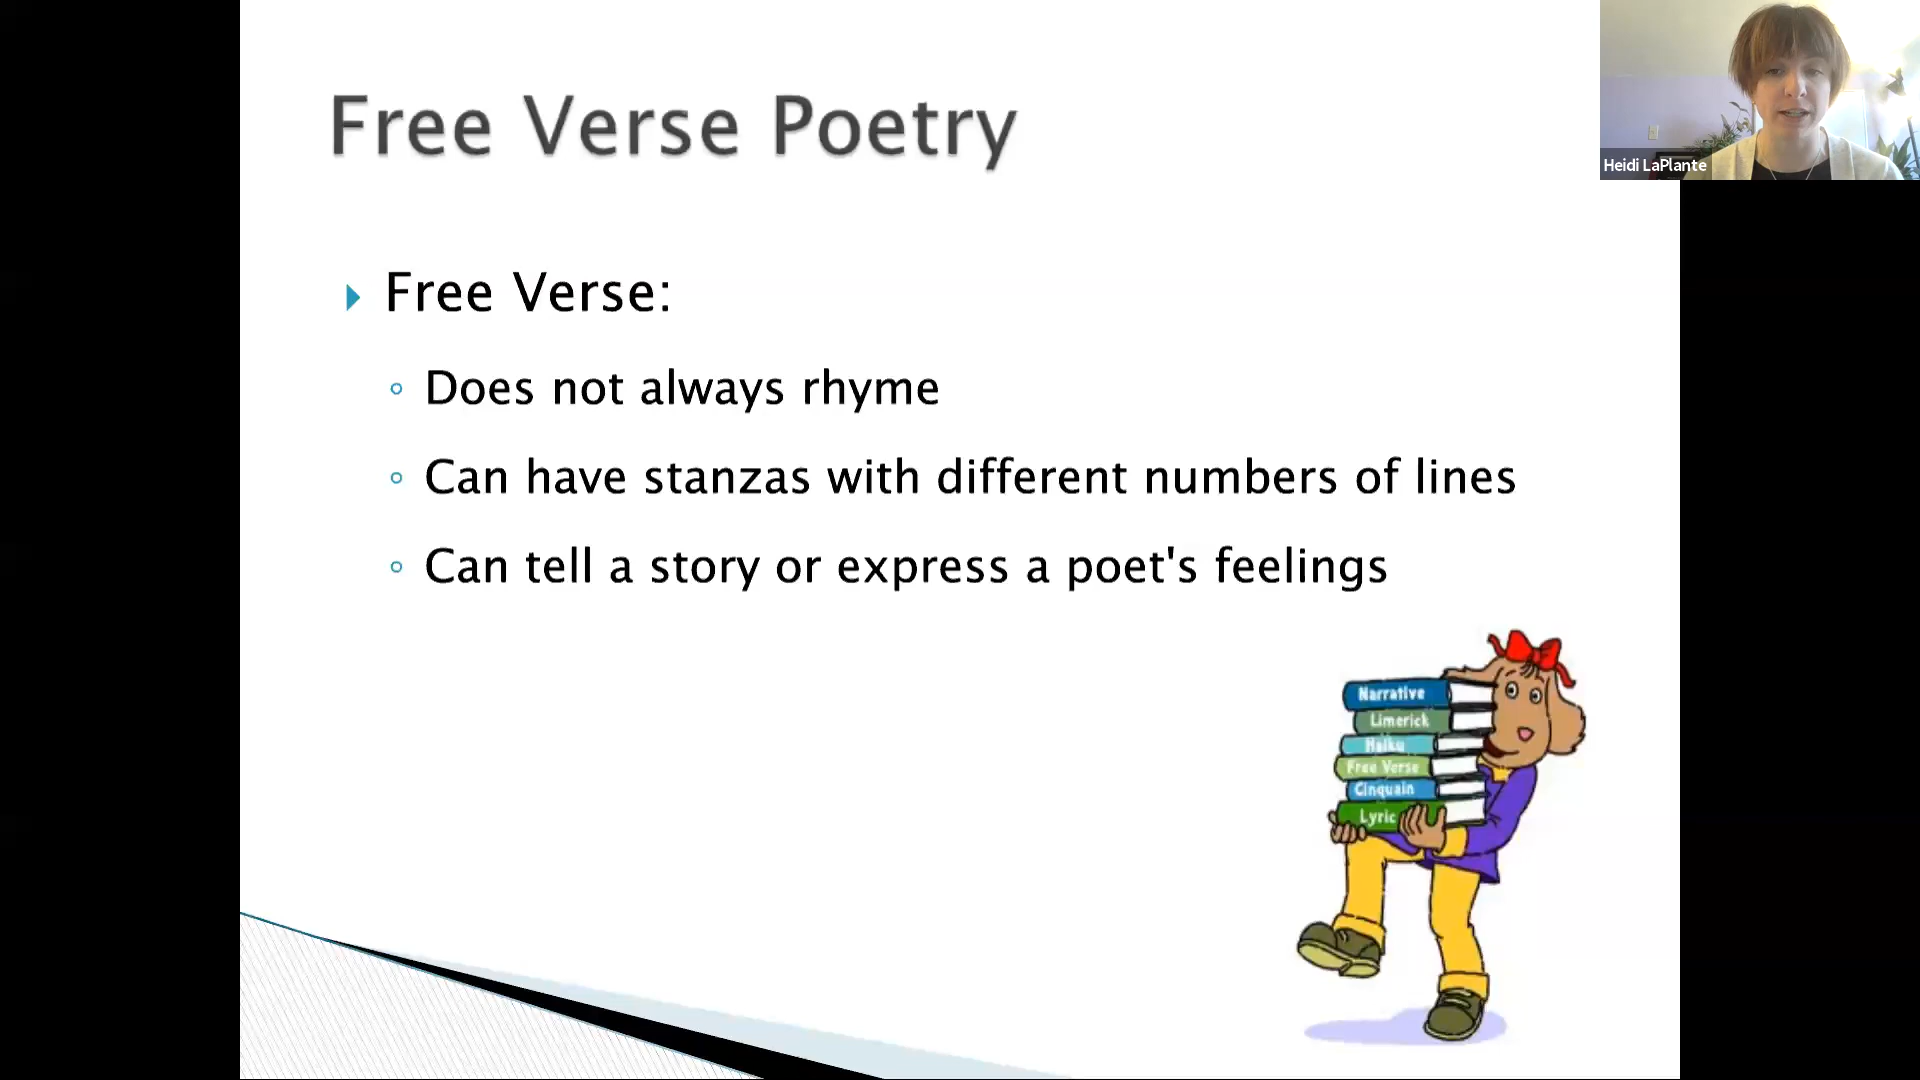 Free Verse Poetry
Heidi LaPlante
Free Verse:
Does not always rhyme
Can have stanzas with different numbers of lines
Can tell a story or express a poet's feelings
Narrative
Limerick
Haiku
Free Verse
Cinquain
Lyric